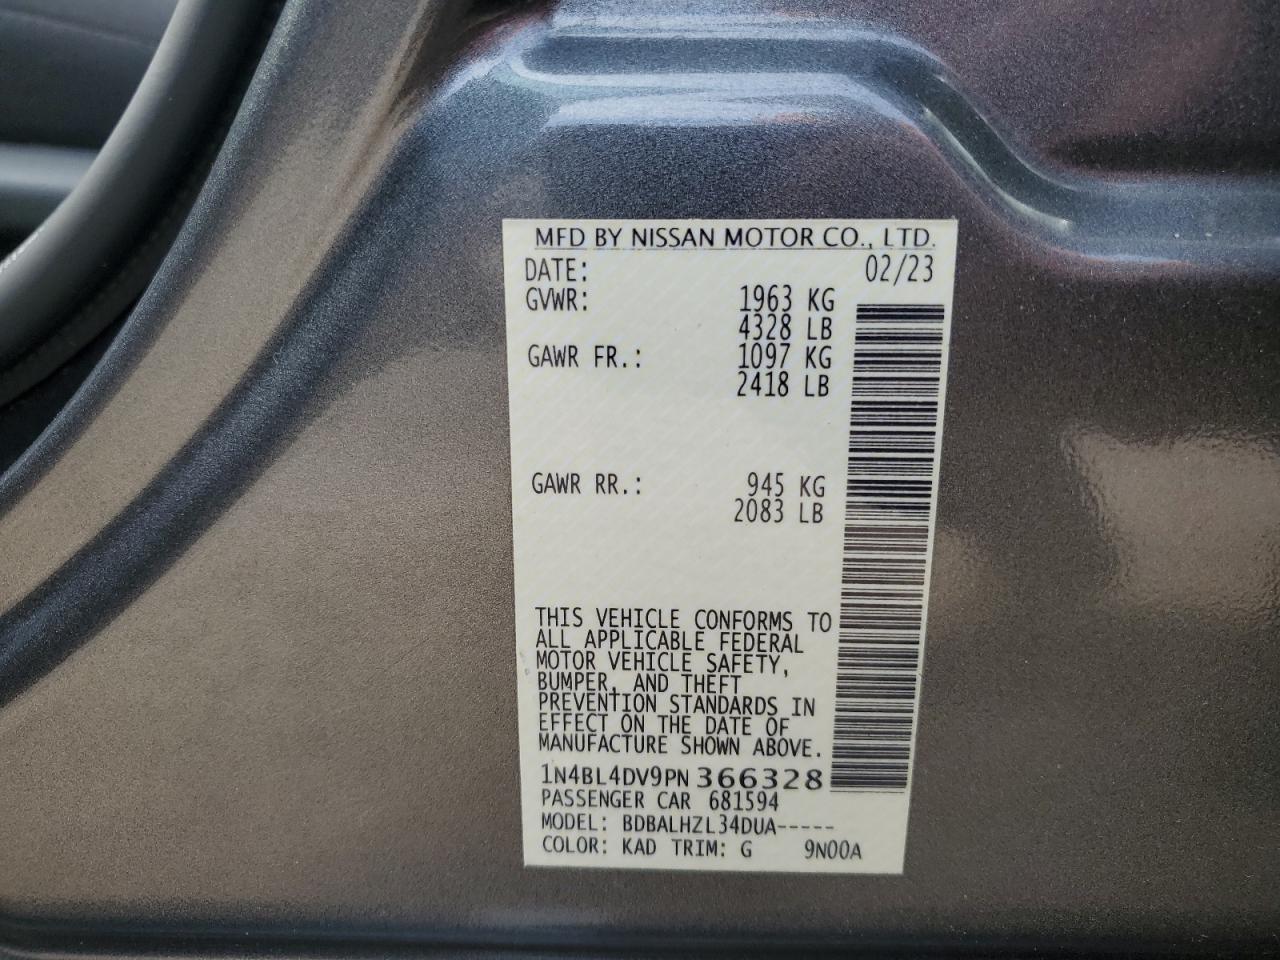 MFD BY NISSAN MOTOR CO., LTD.
DATE: 02/23
GVWR: 1963 KG
4328 LB
GAWR FR.: 1097 KG
2418 LB
GAWR RR.: 945 KG
2083 LB
THIS VEHICLE CONFORMS TO
ALL APPLICABLE FEDERAL
MOTOR VEHICLE SAFETY,
BUMPER, AND THEFT
PREVENTION STANDARDS IN
EFFECT ON THE DATE OF
MANUFACTURE SHOWN ABOVE.
1N4BL4DV9PN366328
PASSENGER CAR 681594
MODEL: BDBALHZL34DUA-----
COLOR: KAD TRIM: G 9N00A